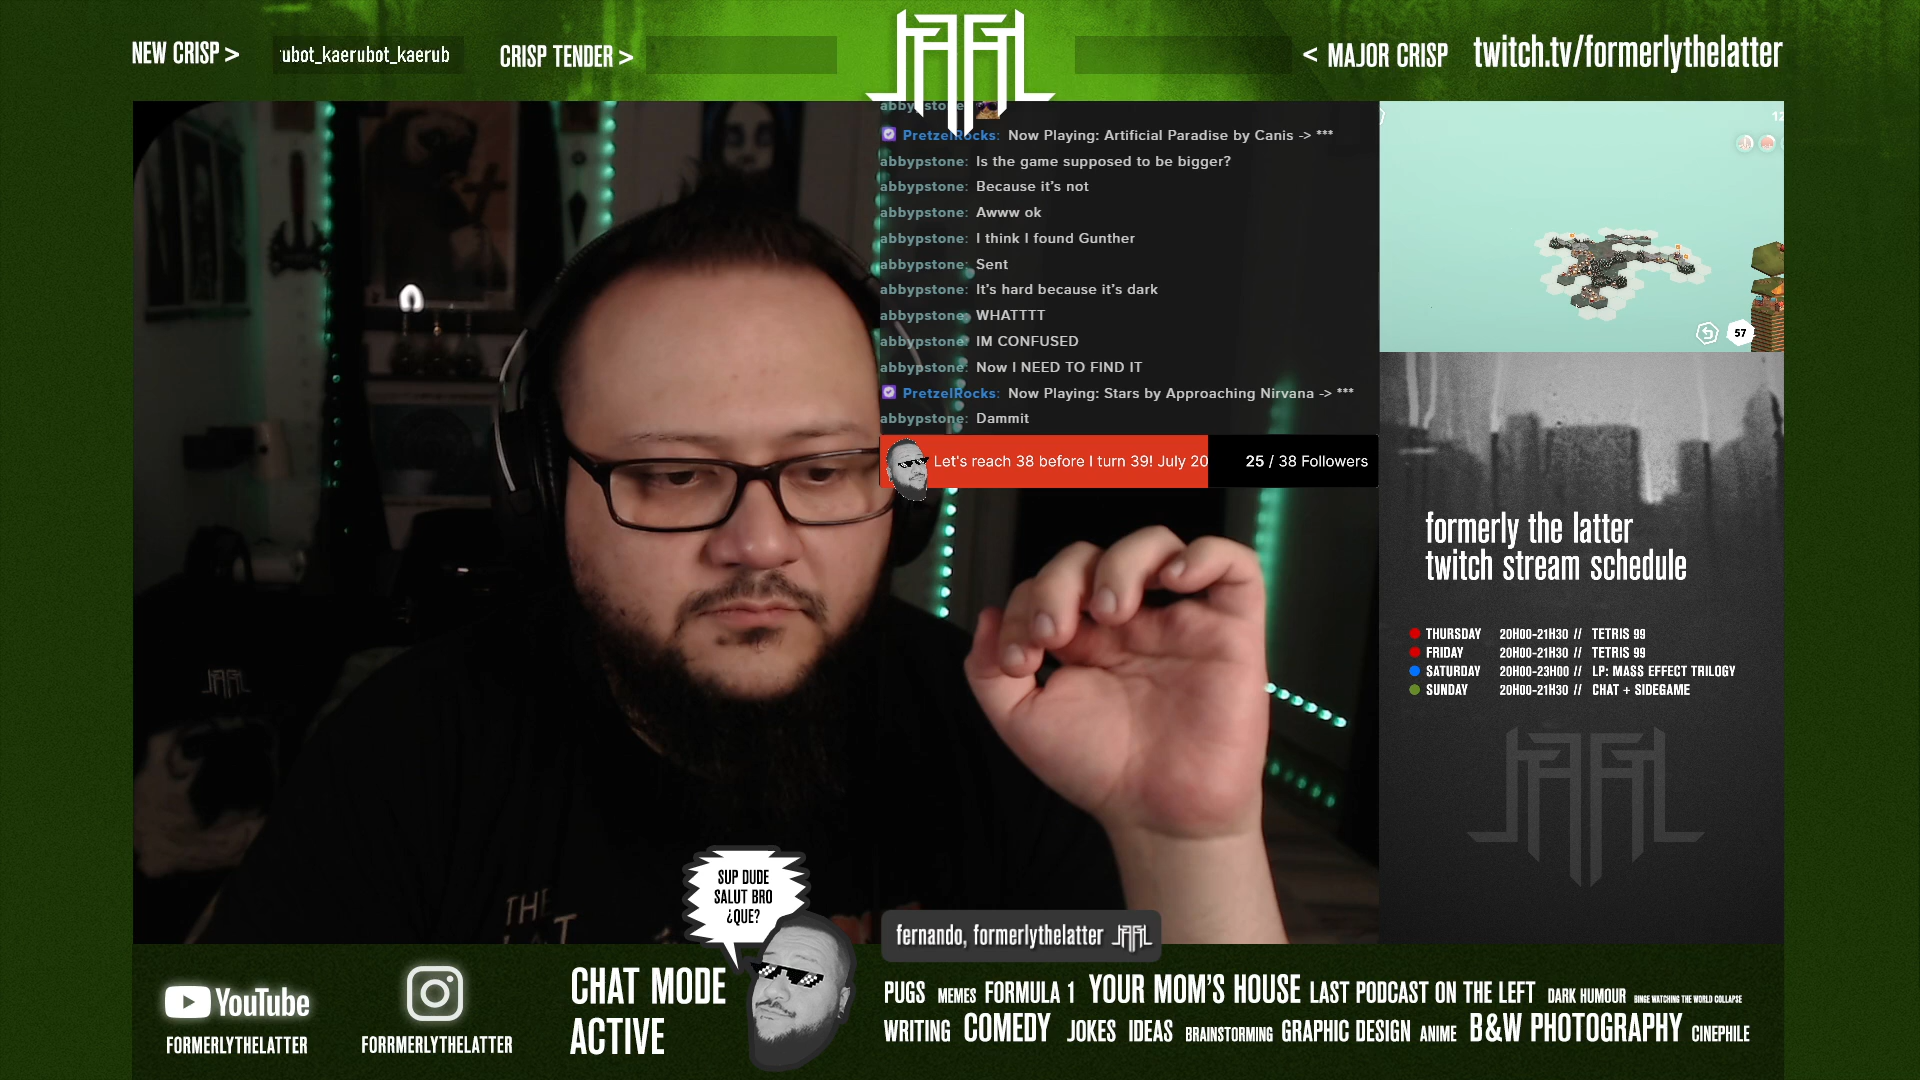 NEW CRISP >
ubot_kaerubot_kaerub
CRISP TENDER >
< MAJOR CRISP
twitch.tv/formerlythelatter
abbypstone:
PretzelRocks: Now Playing: Artificial Paradise by Canis -> ***
abbypstone: Is the game supposed to be bigger?
abbypstone: Because it's not
abbypstone: Awww ok
abbypstone: I think I found Gunther
abbypstone: Sent
abbypstone: It's hard because it's dark
abbypstone: WHATTTT
abbypstone: IM CONFUSED
abbypstone: Now I NEED TO FIND IT
PretzelRocks: Now Playing: Stars by Approaching Nirvana -> ***
abbypstone: Dammit
Let's reach 38 before I turn 39! July 20
25 / 38 Followers
12
57
formerly the latter
twitch stream schedule
THURSDAY 20H00-21H30 // TETRIS 99
FRIDAY 20H00-21H30 // TETRIS 99
SATURDAY 20H00-23H00 // LP: MASS EFFECT TRILOGY
SUNDAY 20H00-21H30 // CHAT + SIDEGAME
THE
SUP DUDE
SALUT BRO
¿QUE?
fernando, formerlythelatter
YouTube
FORMERLYTHELATTER
FORRMERLYTHELATTER
CHAT MODE
ACTIVE
PUGS MEMES FORMULA 1 YOUR MOM'S HOUSE LAST PODCAST ON THE LEFT DARK HUMOUR BINGE WATCHING THE WORLD COLLAPSE
WRITING COMEDY JOKES IDEAS BRAINSTORMING GRAPHIC DESIGN ANIME B&W PHOTOGRAPHY CINEPHILE